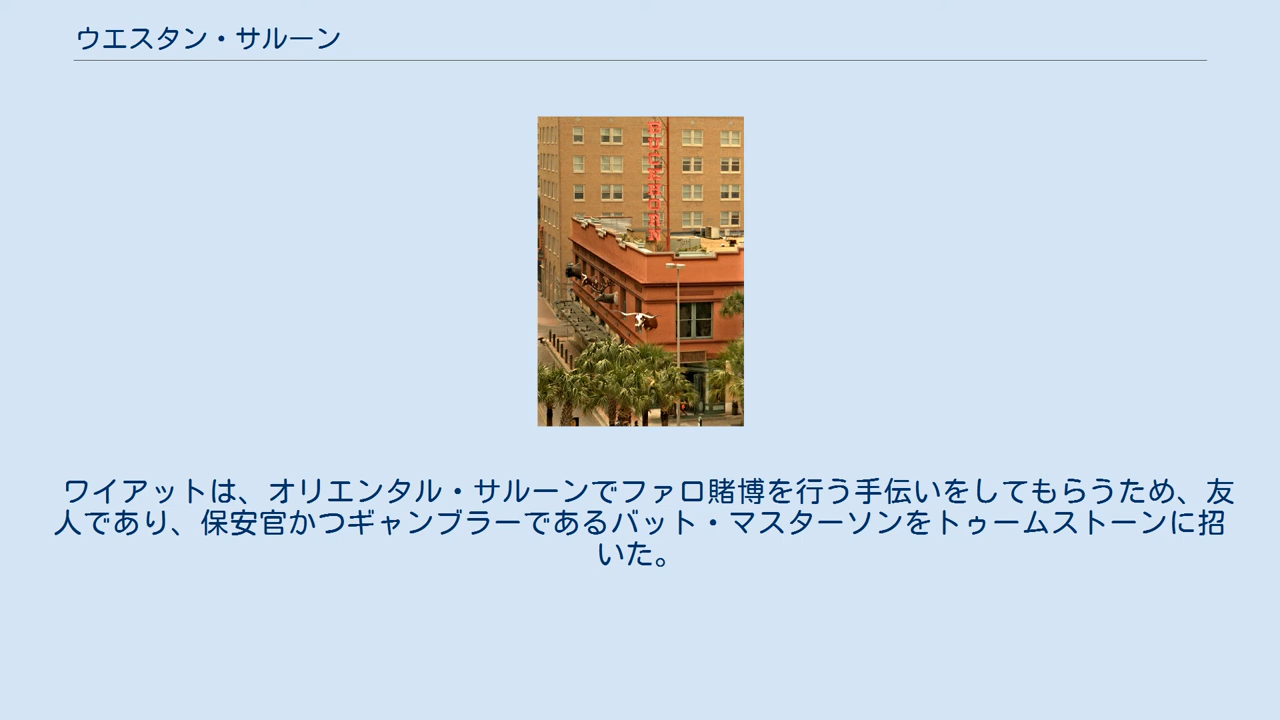 ウエスタン・サルーン
BUCKHORN
ワイアットは、オリエンタル・サルーンでファロ賭博を行う手伝いをしてもらうため、友
人であり、保安官かつギャンブラーであるバット・マスターソンをトゥームストーンに招
いた。